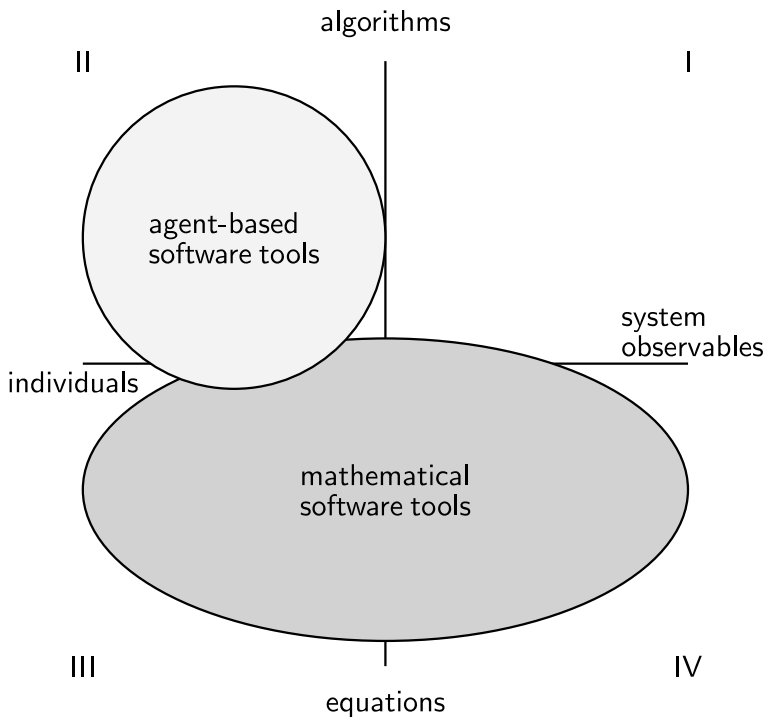 algorithms
II
I
agent-based
software tools
system
observables
individuals
mathematical
software tools
III
IV
equations